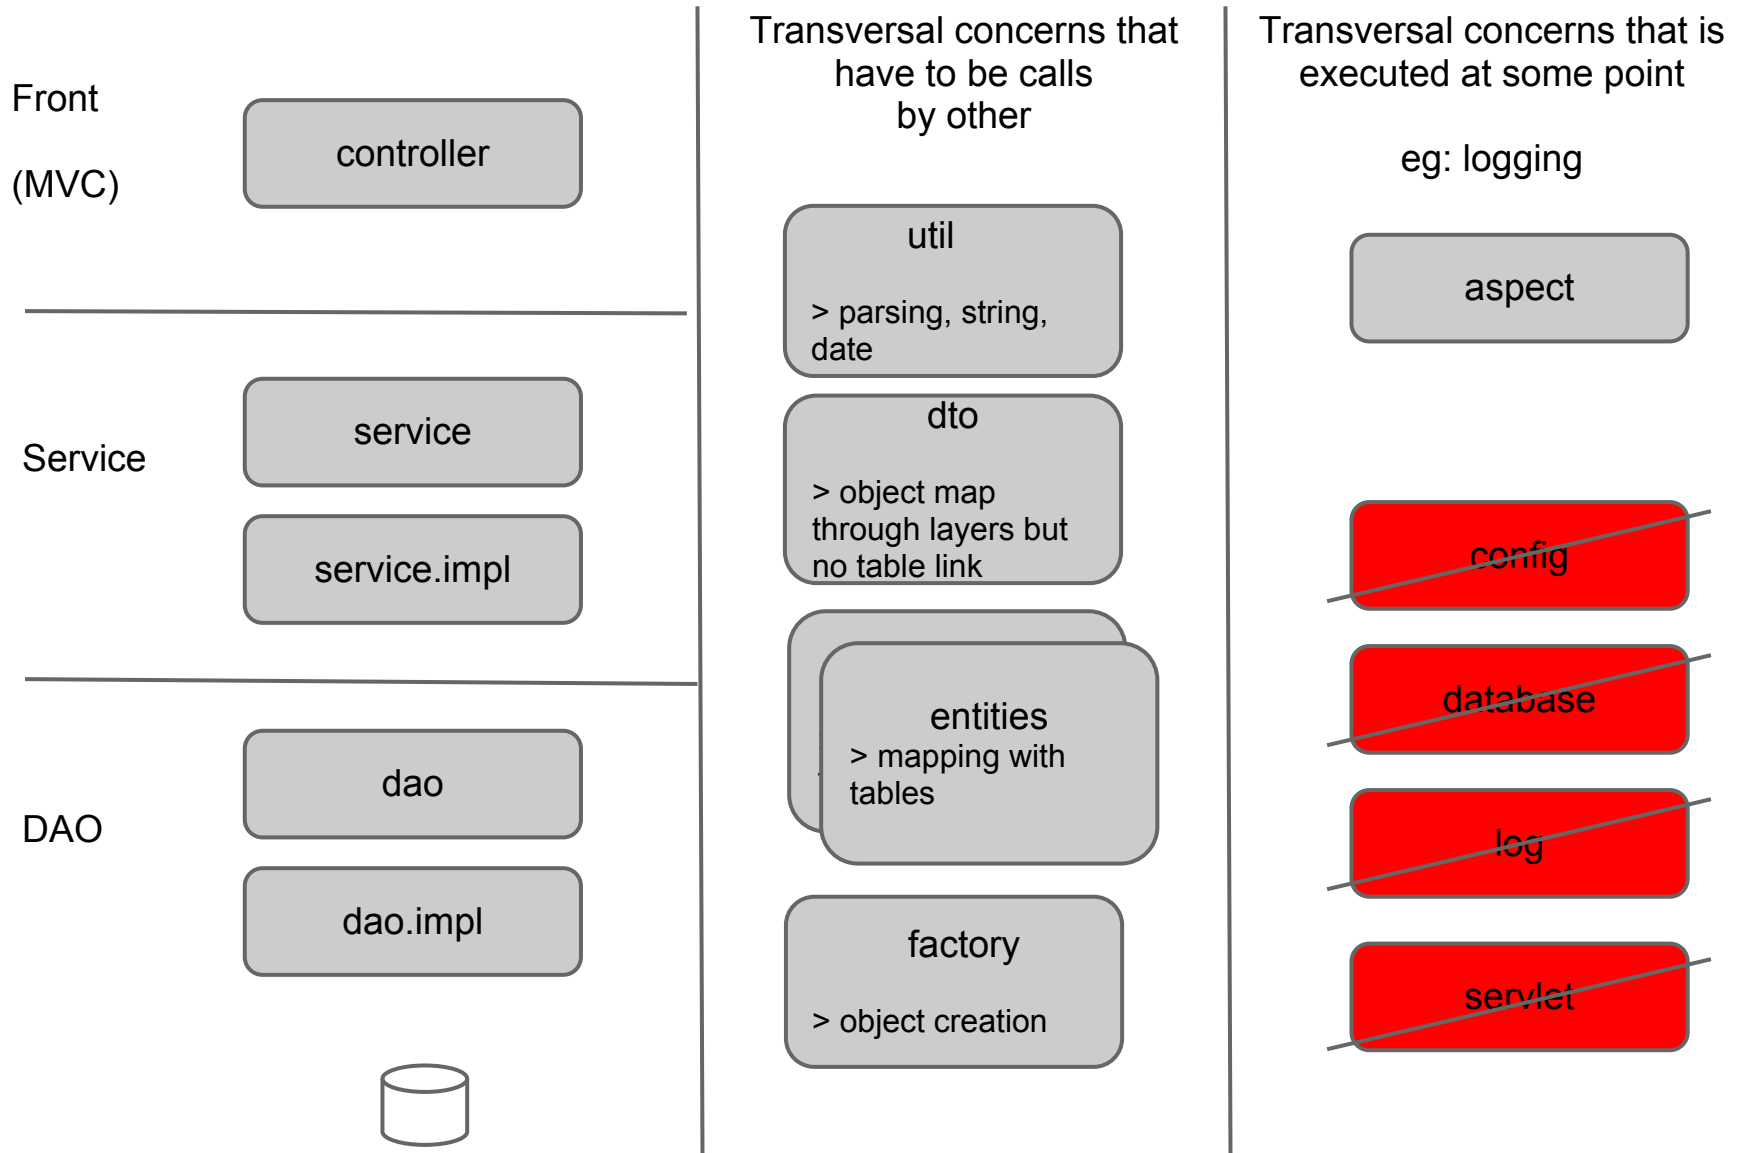 Front
(MVC)
controller
Service
service
service.impl
DAO
dao
dao.impl
Transversal concerns that
have to be calls
by other
util
> parsing, string,
date
dto
> object map
through layers but
no table link
entities
> mapping with
tables
factory
> object creation
Transversal concerns that is
executed at some point
eg: logging
aspect
config
database
log
servlet